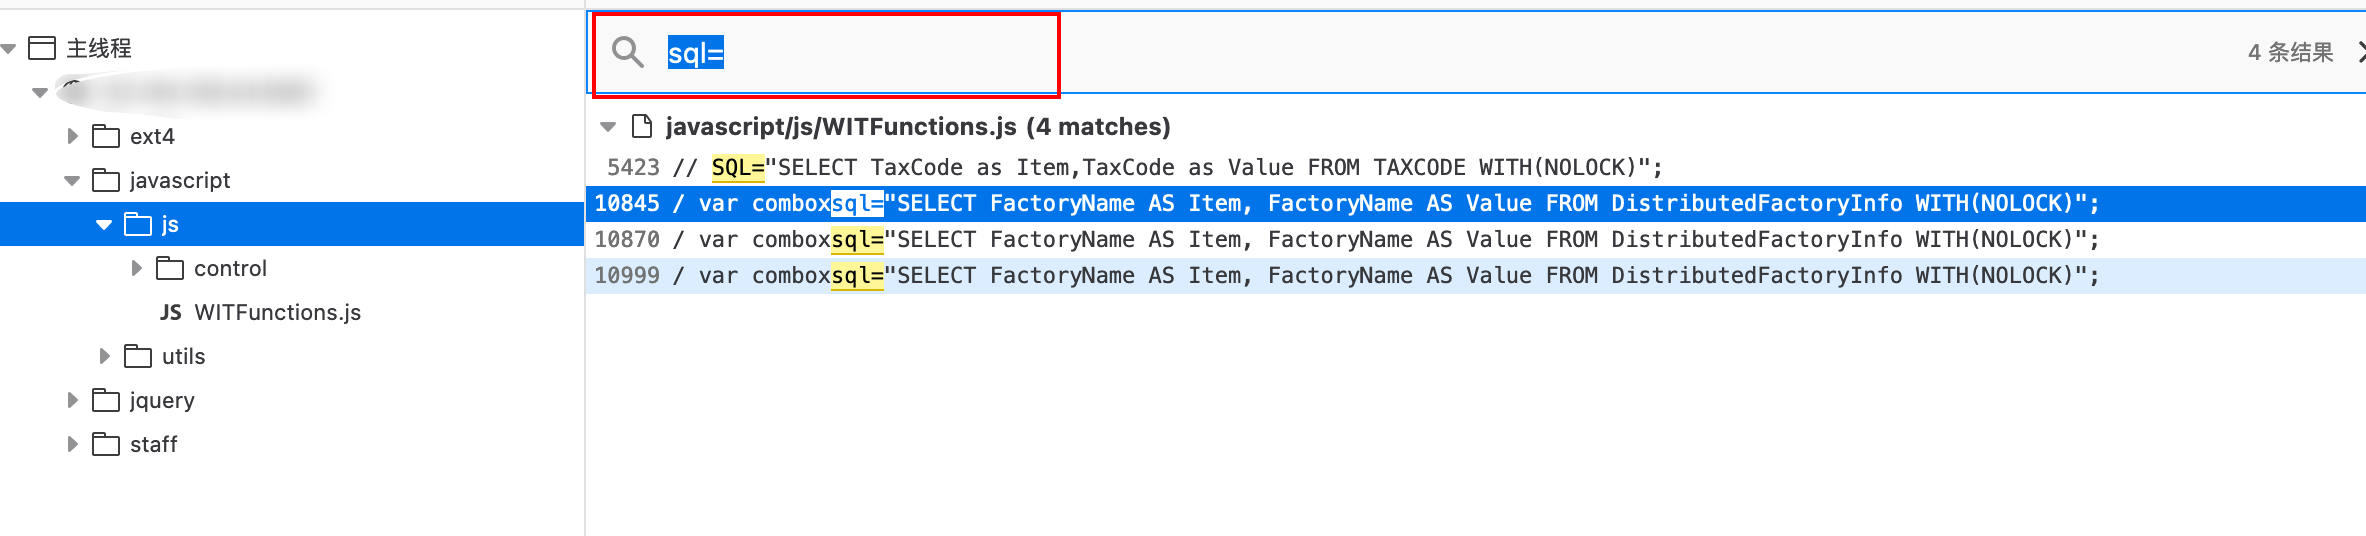 主线程
ext4
javascript
js
control
JS WITFunctions.js
utils
jquery
staff
sql=
4 条结果
javascript/js/WITFunctions.js (4 matches)
5423 // SQL="SELECT TaxCode as Item,TaxCode as Value FROM TAXCODE WITH(NOLOCK)";
10845 / var comboxsql="SELECT FactoryName AS Item, FactoryName AS Value FROM DistributedFactoryInfo WITH(NOLOCK)";
10870 / var comboxsql="SELECT FactoryName AS Item, FactoryName AS Value FROM DistributedFactoryInfo WITH(NOLOCK)";
10999 / var comboxsql="SELECT FactoryName AS Item, FactoryName AS Value FROM DistributedFactoryInfo WITH(NOLOCK)";